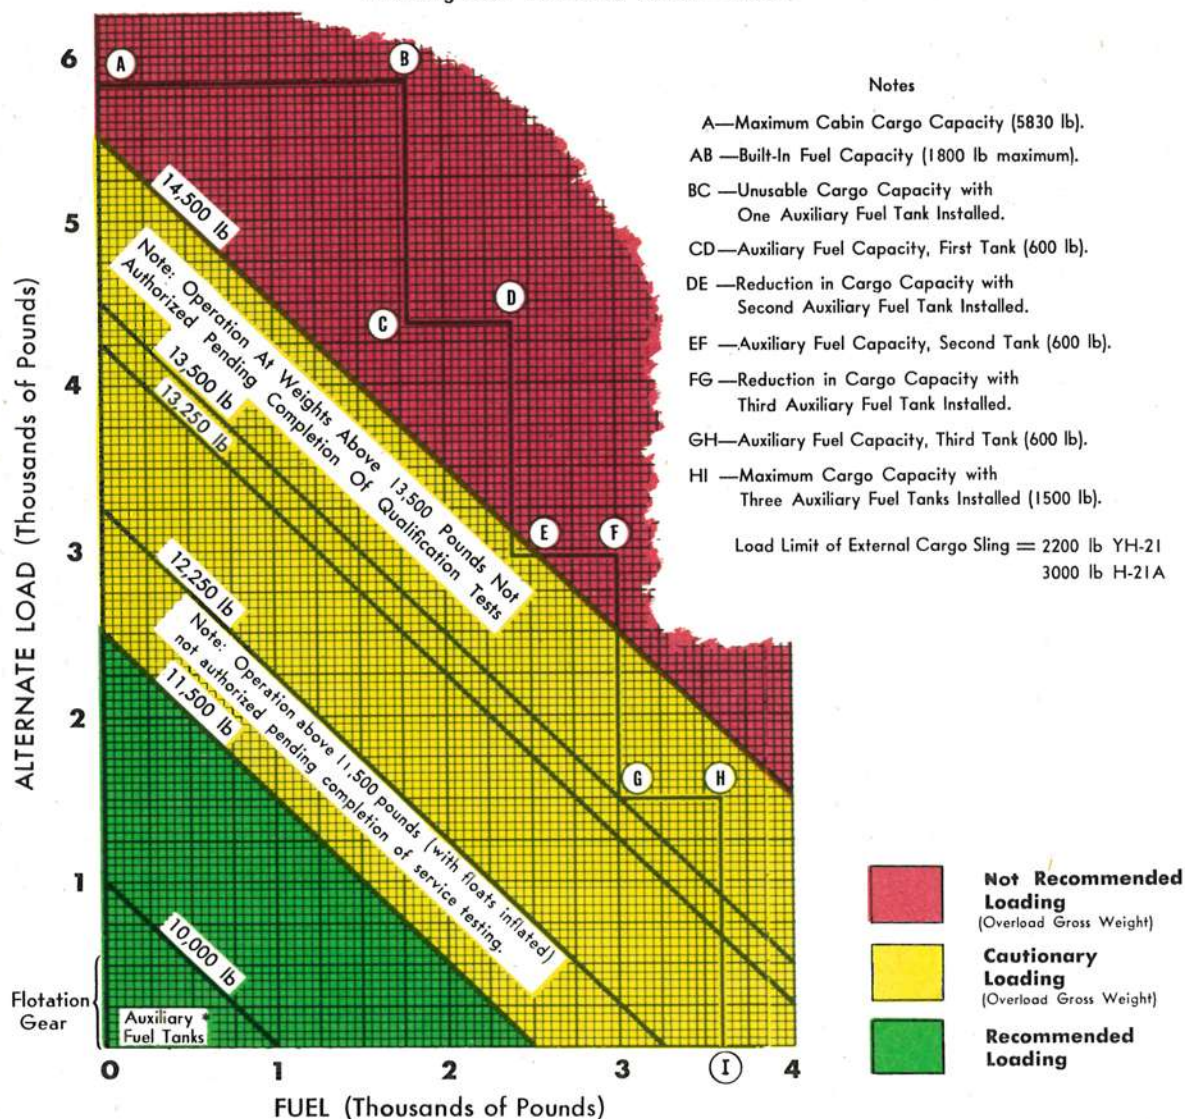 6
A
B
Notes
A—Maximum Cabin Cargo Capacity (5830 lb).
AB —Built-In Fuel Capacity (1800 lb maximum).
BC —Unusable Cargo Capacity with
One Auxiliary Fuel Tank Installed.
CD—Auxiliary Fuel Capacity, First Tank (600 lb).
DE —Reduction in Cargo Capacity with
Second Auxiliary Fuel Tank Installed.
EF —Auxiliary Fuel Capacity, Second Tank (600 lb).
FG —Reduction in Cargo Capacity with
Third Auxiliary Fuel Tank Installed.
GH—Auxiliary Fuel Capacity, Third Tank (600 lb).
HI —Maximum Cargo Capacity with
Three Auxiliary Fuel Tanks Installed (1500 lb).
Load Limit of External Cargo Sling = 2200 lb YH-21
3000 lb H-21A
14,500 lb
5
Note: Operation At Weights Above 13,500 Pounds Not
Authorized Pending Completion Of Qualification Tests
C
D
13,500 lb
4
13,250 lb
E
F
3
12,250 lb
Note: Operation above 11,500 pounds (with floats inflated)
not authorized pending completion of service testing.
11,500 lb
2
G
H
1
10,000 lb
ALTERNATE LOAD (Thousands of Pounds)
Flotation
Gear
Auxiliary *
Fuel Tanks
0
1
2
3
I
4
FUEL (Thousands of Pounds)
Not Recommended
Loading
(Overload Gross Weight)
Cautionary
Loading
(Overload Gross Weight)
Recommended
Loading